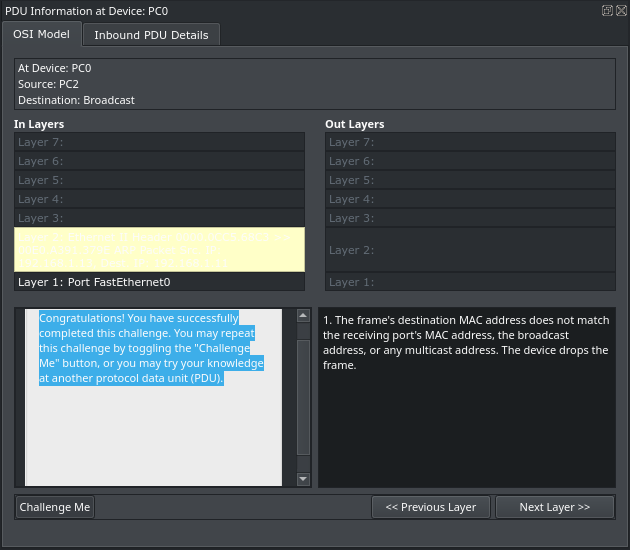 PDU Information at Device: PC0
OSI Model
Inbound PDU Details
At Device: PC0
Source: PC2
Destination: Broadcast
In Layers
Out Layers
Layer 7:
Layer 7:
Layer 6:
Layer 6:
Layer 5:
Layer 5:
Layer 4:
Layer 4:
Layer 3:
Layer 3:
Layer 2:
Layer 1: Port FastEthernet0
Layer 1:
Congratulations! You have successfully
completed this challenge. You may repeat
this challenge by toggling the "Challenge
Me" button, or you may try your knowledge
at another protocol data unit (PDU).
1. The frame's destination MAC address does not match
the receiving port's MAC address, the broadcast
address, or any multicast address. The device drops the
frame.
Challenge Me
<< Previous Layer
Next Layer >>